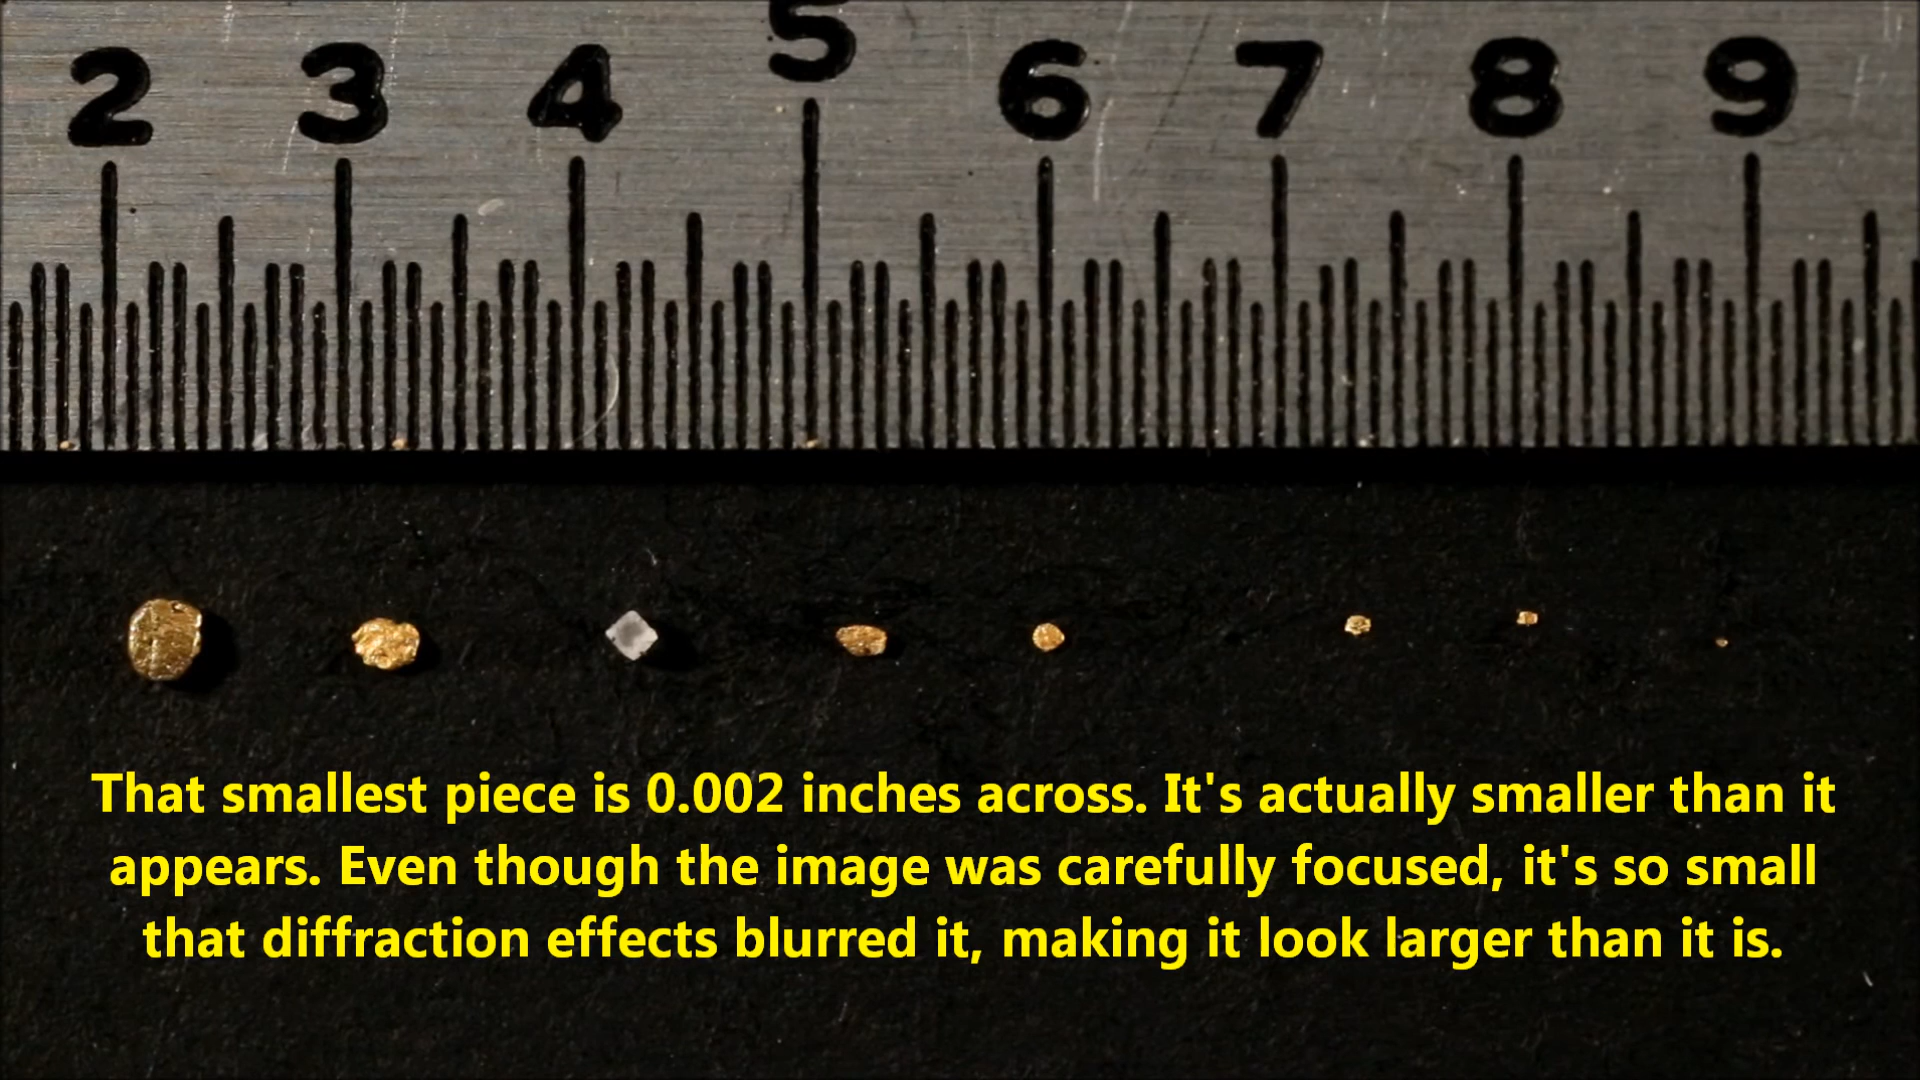 2 3 4 5 6 7 8 9
That smallest piece is 0.002 inches across. It's actually smaller than it
appears. Even though the image was carefully focused, it's so small
that diffraction effects blurred it, making it look larger than it is.